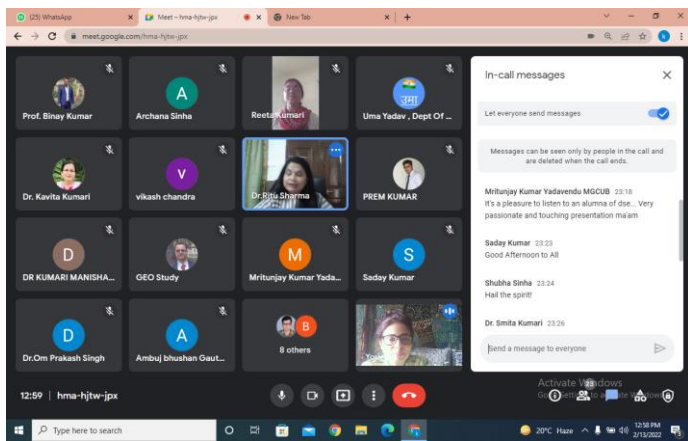 (25) WhatsApp
Meet – hma-hjtw-jpx
New Tab
meet.google.com/hma-hjtw-jpx
Prof. Binay Kumar
Archana Sinha
Reeta Kumari
Uma Yadav , Dept Of ...
Dr. Kavita Kumari
vikash chandra
Dr.Ritu Sharma
PREM KUMAR
DR KUMARI MANISHA...
GEO Study
Mritunjay Kumar Yada...
Saday Kumar
Dr.Om Prakash Singh
Ambuj bhushan Gaut...
8 others
You
A
उमा
V
D
M
S
D
A
B
In-call messages
Let everyone send messages
Messages can be seen only by people in the call and
are deleted when the call ends.
Mritunjay Kumar Yadavendu MGCUB 23:18
It's a pleasure to listen to an alumna of dse... Very
passionate and touching presentation ma'am
Saday Kumar 23:23
Good Afternoon to All
Shubha Sinha 23:24
Hail the spirit!
Dr. Smita Kumari 23:26
Send a message to everyone
Activate Windows
12:59 | hma-hjtw-jpx
23
Type here to search
20°C Haze
12:58 PM
2/13/2022